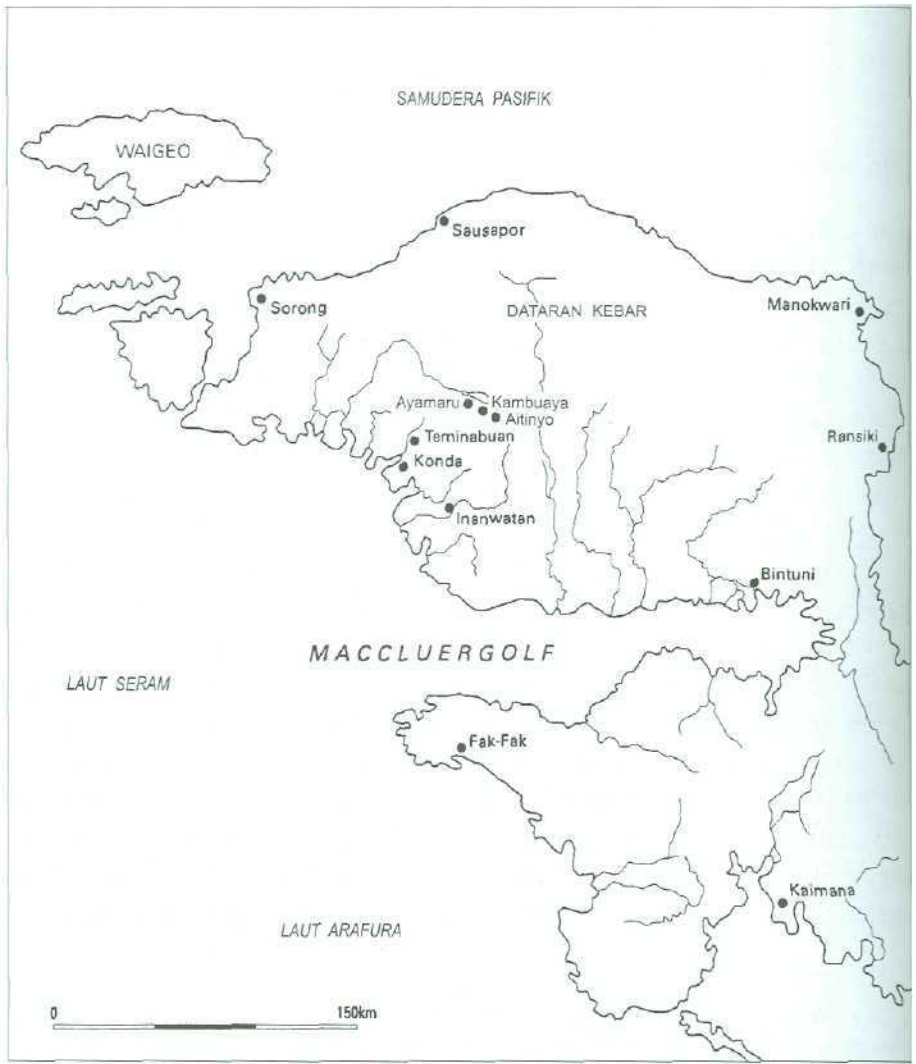 SAMUDERA PASIFIK
WAIGEO
Sausapor
Sorong
DATARAN KEBAR
Manokwari
Ayamaru
Kambuaya
Aitinyo
Teminabuan
Ransiki
Konda
Inanwatan
Bintuni
MACCLUERGOLF
LAUT SERAM
Fak-Fak
Kaimana
LAUT ARAFURA
0 150km